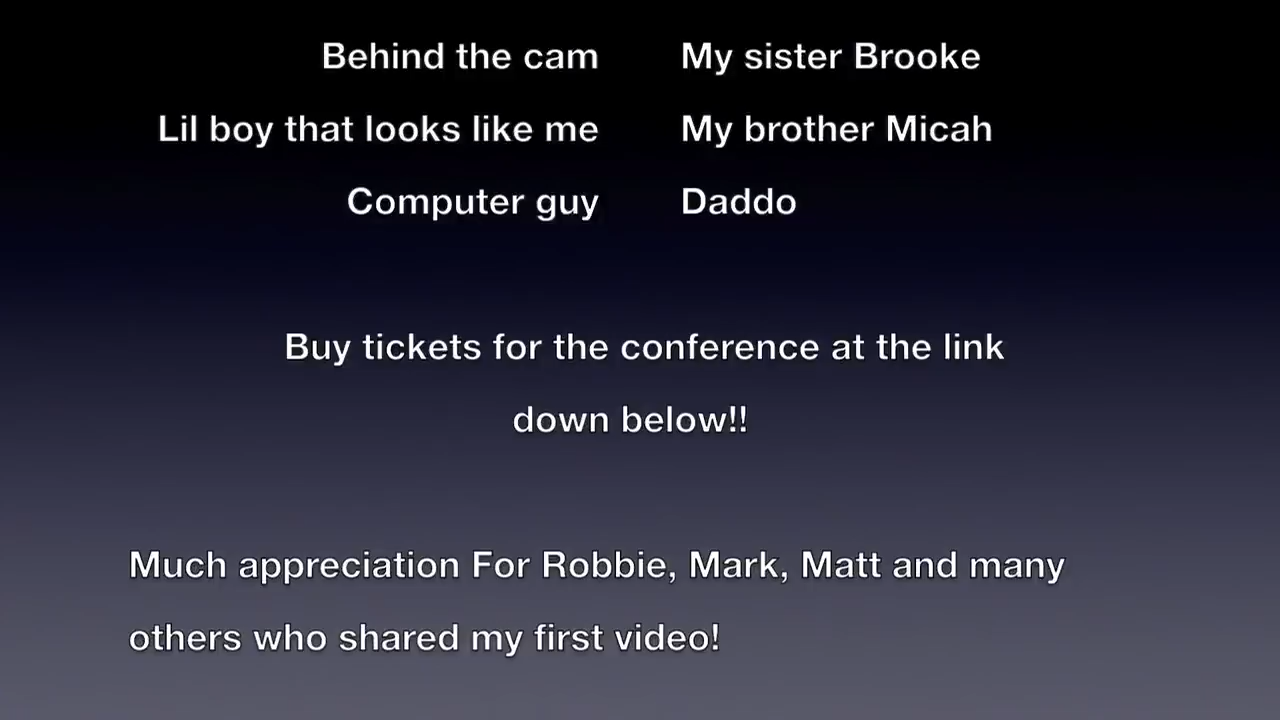 Behind the cam My sister Brooke
Lil boy that looks like me My brother Micah
Computer guy Daddo
Buy tickets for the conference at the link
down below!!
Much appreciation For Robbie, Mark, Matt and many
others who shared my first video!